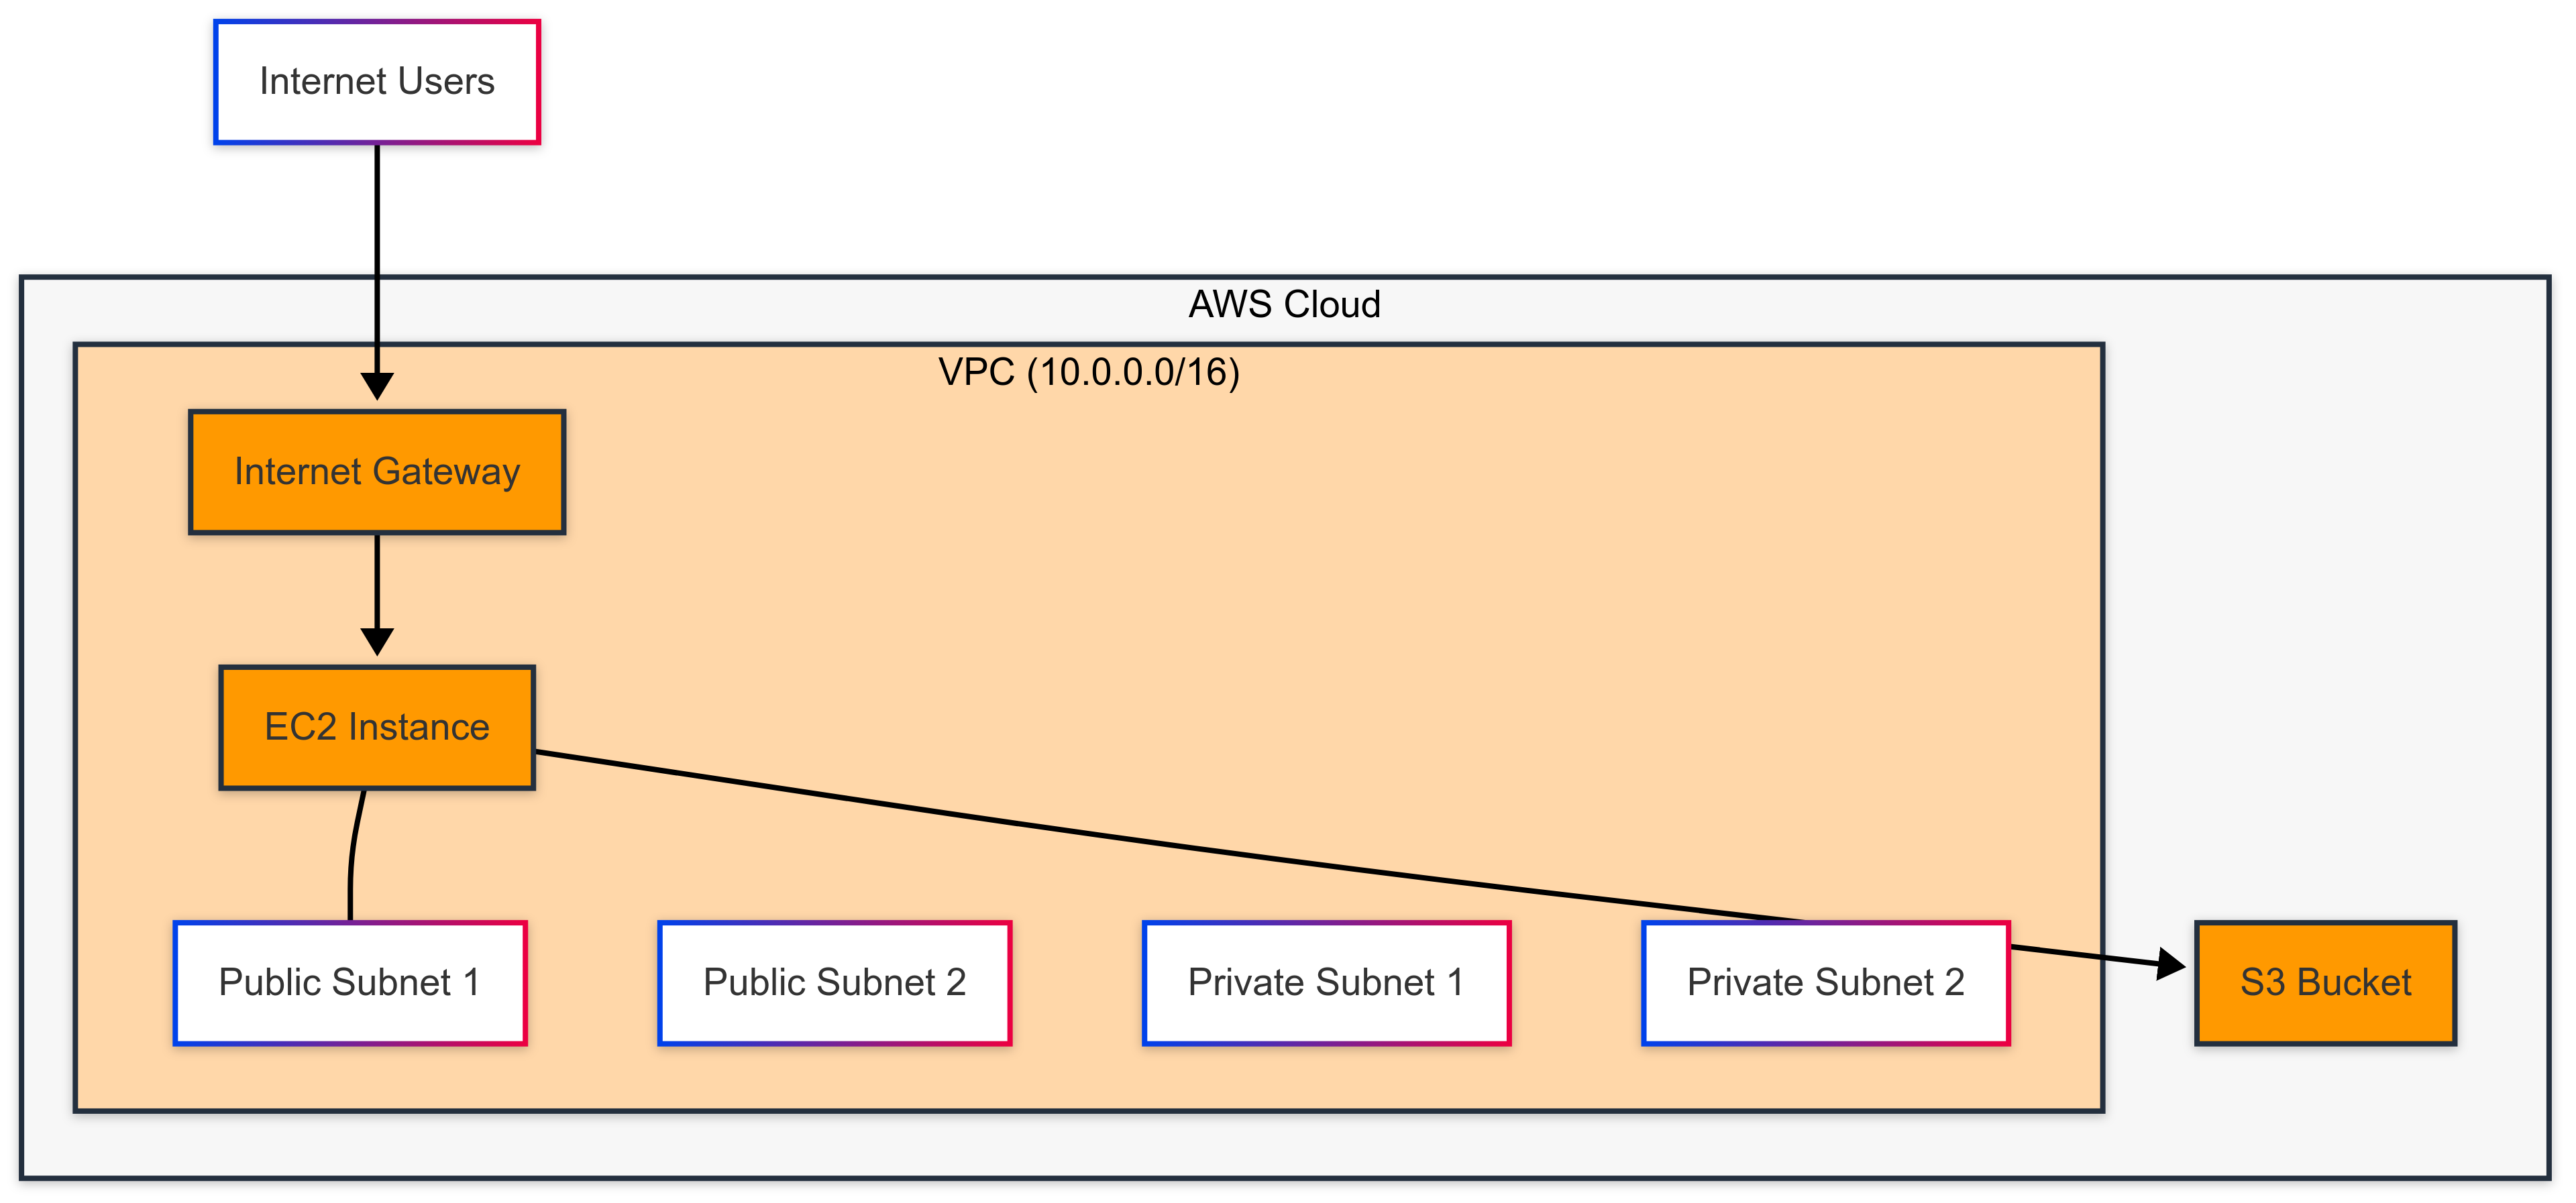 Internet Users
AWS Cloud
VPC (10.0.0.0/16)
Internet Gateway
EC2 Instance
Public Subnet 1
Public Subnet 2
Private Subnet 1
Private Subnet 2
S3 Bucket